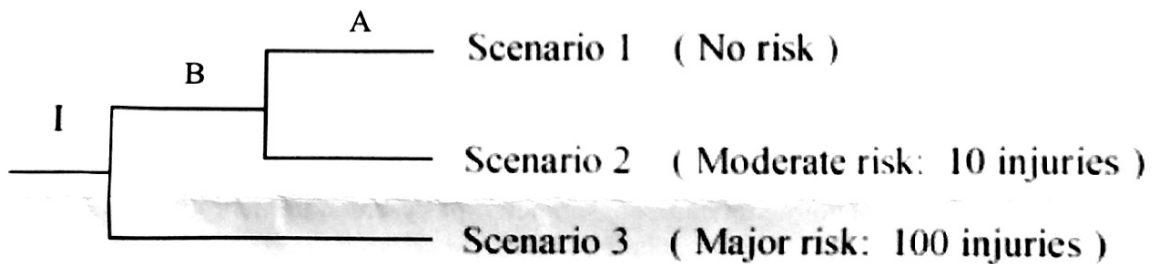 A
Scenario 1 ( No risk )
B
I
Scenario 2 ( Moderate risk: 10 injuries )
Scenario 3 ( Major risk: 100 injuries )